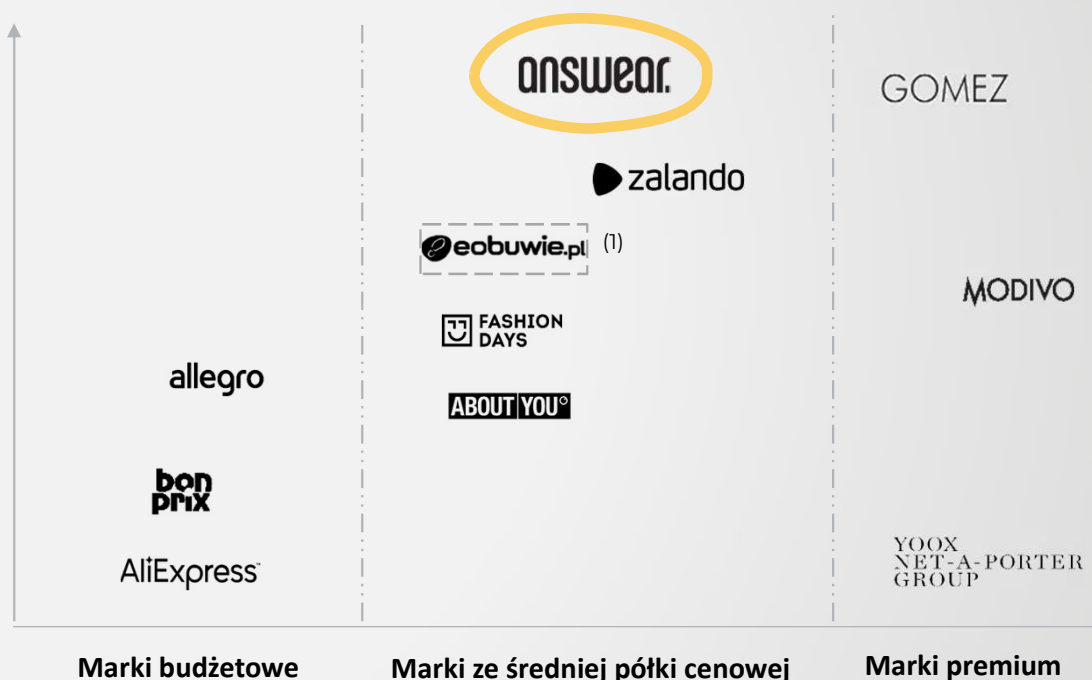 answear.
GOMEZ
zalando
eobuwie.pl (1)
MODIVO
FASHION
DAYS
allegro
ABOUT YOU°
bon
prix
AliExpress™
YOOX
NET-A-PORTER
GROUP
Marki budżetowe
Marki ze średniej półki cenowej
Marki premium